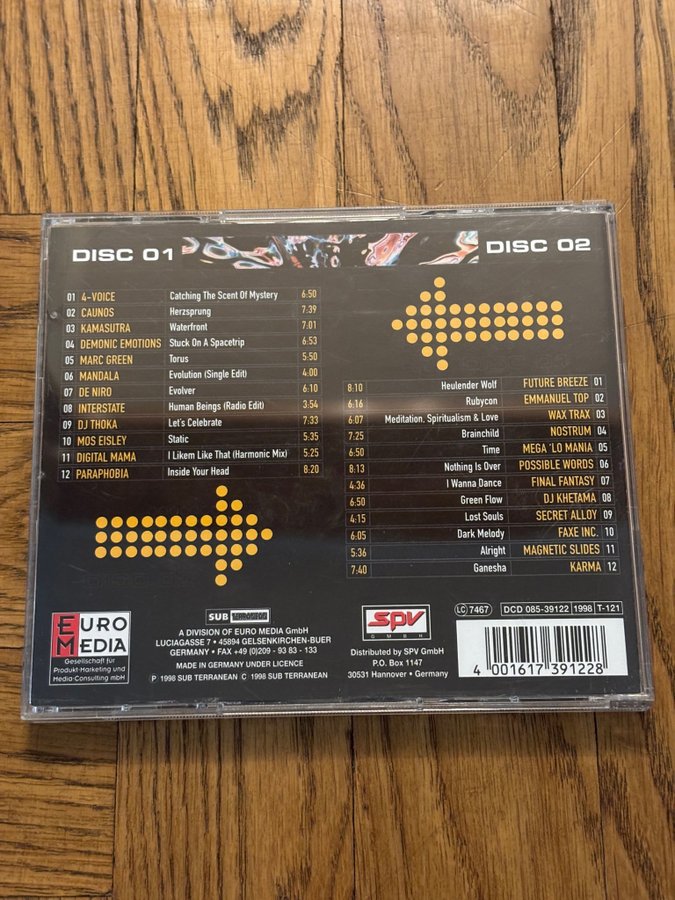 DISC 01
DISC 02
01 4-VOICE Catching The Scent Of Mystery 6:50
02 CAUNOS Herzsprung 7:39
03 KAMASUTRA Waterfront 7:01
04 DEMONIC EMOTIONS Stuck On A Spacetrip 6:53
05 MARC GREEN Torus 5:50
06 MANDALA Evolution (Single Edit) 4:00
07 DE NIRO Evolver 6:10
08 INTERSTATE Human Beings (Radio Edit) 3:54
09 DJ THOKA Let's Celebrate 7:33
10 MOS EISLEY Static 5:35
11 DIGITAL MAMA I Likem Like That (Harmonic Mix) 5:25
12 PARAPHOBIA Inside Your Head 8:20
8:10 Heulender Wolf FUTURE BREEZE 01
6:16 Rubycon EMMANUEL TOP 02
6:07 Meditation. Spiritualism & Love WAX TRAX 03
7:25 Brainchild NOSTRUM 04
6:50 Time MEGA 'LO MANIA 05
8:13 Nothing Is Over POSSIBLE WORDS 06
4:36 I Wanna Dance FINAL FANTASY 07
6:50 Green Flow DJ KHETAMA 08
4:15 Lost Souls SECRET ALLOY 09
6:05 Dark Melody FAXE INC. 10
5:36 Alright MAGNETIC SLIDES 11
7:40 Ganesha KARMA 12
EURO
MEDIA
Gesellschaft für
Produkt-Marketing und
Media-Consulting mbH
SUB TERRANEAN
A DIVISION OF EURO MEDIA GmbH
LUCIAGASSE 7 • 45894 GELSENKIRCHEN-BUER
GERMANY • FAX +49 (0)209 - 93 83 - 133
MADE IN GERMANY UNDER LICENCE
P 1998 SUB TERRANEAN C 1998 SUB TERRANEAN
SPV
GMBH
Distributed by SPV GmbH
P.O. Box 1147
30531 Hannover • Germany
LC 7467 DCD 085-39122 1998 T-121
4 001617 391228